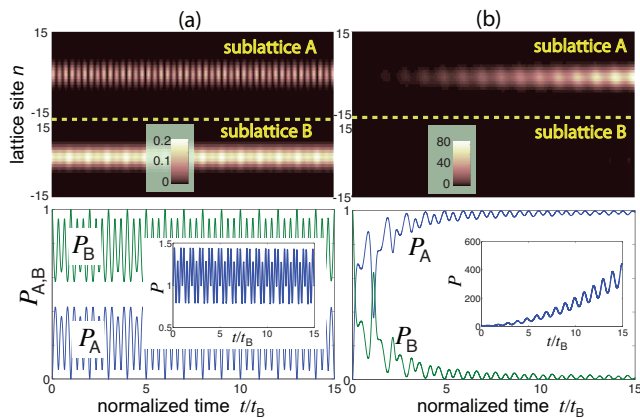 (a)
(b)
lattice site n
15
-15
15
-15
sublattice A
sublattice B
0.2
0.1
0
15
-15
15
-15
sublattice A
sublattice B
80
40
0
P_A,B
1
0
P_B
P_A
P
1.5
1
0.5
0 5 10 15
t/t_B
0 5 10 15
normalized time t/t_B
1
0
P_A
P_B
P
600
400
200
0
0 5 10 15
t/t_B
0 5 10 15
normalized time t/t_B